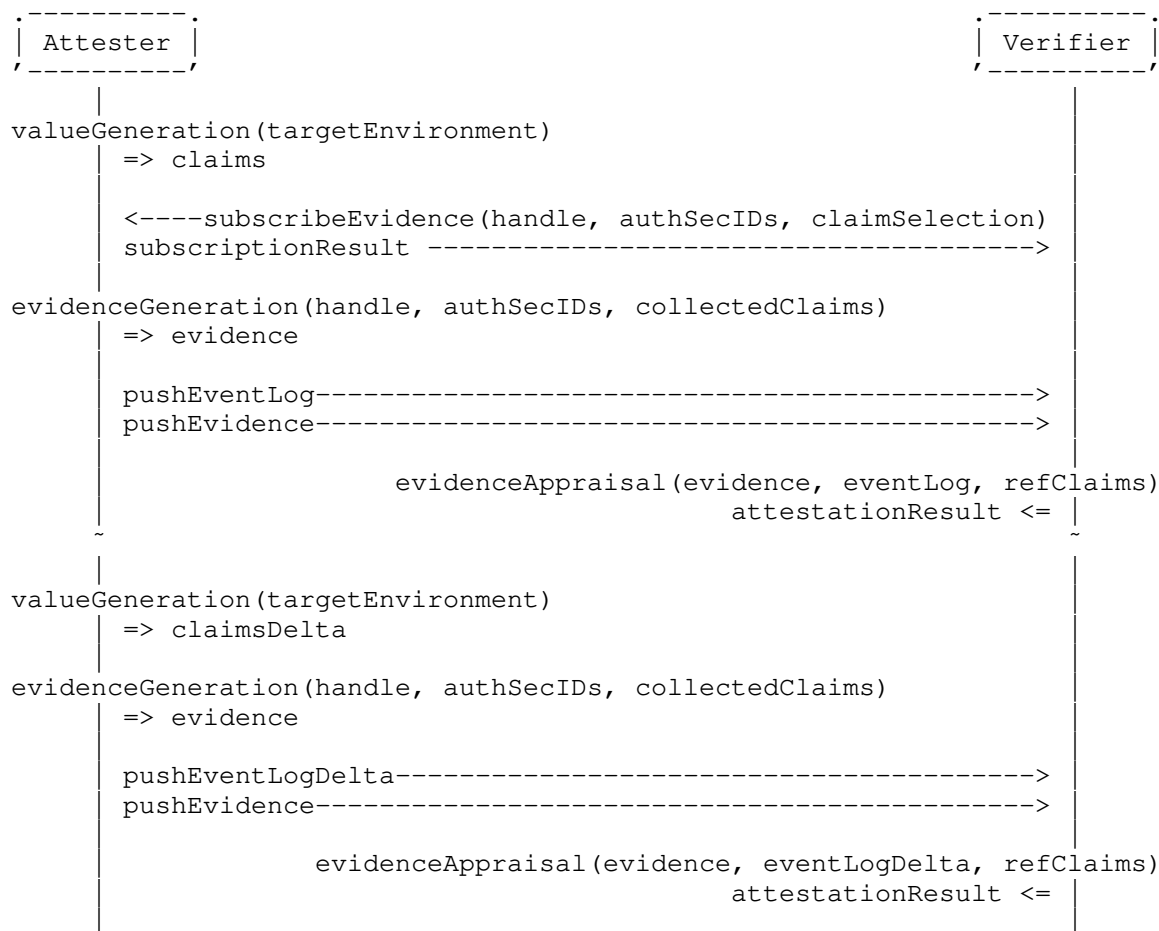 Attester Verifier
valueGeneration(targetEnvironment)
=> claims
<----subscribeEvidence(handle, authSecIDs, claimSelection)
subscriptionResult -------------------------------------->
evidenceGeneration(handle, authSecIDs, collectedClaims)
=> evidence
pushEventLog--------------------------------------------->
pushEvidence--------------------------------------------->
evidenceAppraisal(evidence, eventLog, refClaims)
attestationResult <=
~ ~
valueGeneration(targetEnvironment)
=> claimsDelta
evidenceGeneration(handle, authSecIDs, collectedClaims)
=> evidence
pushEventLogDelta---------------------------------------->
pushEvidence--------------------------------------------->
evidenceAppraisal(evidence, eventLogDelta, refClaims)
attestationResult <=